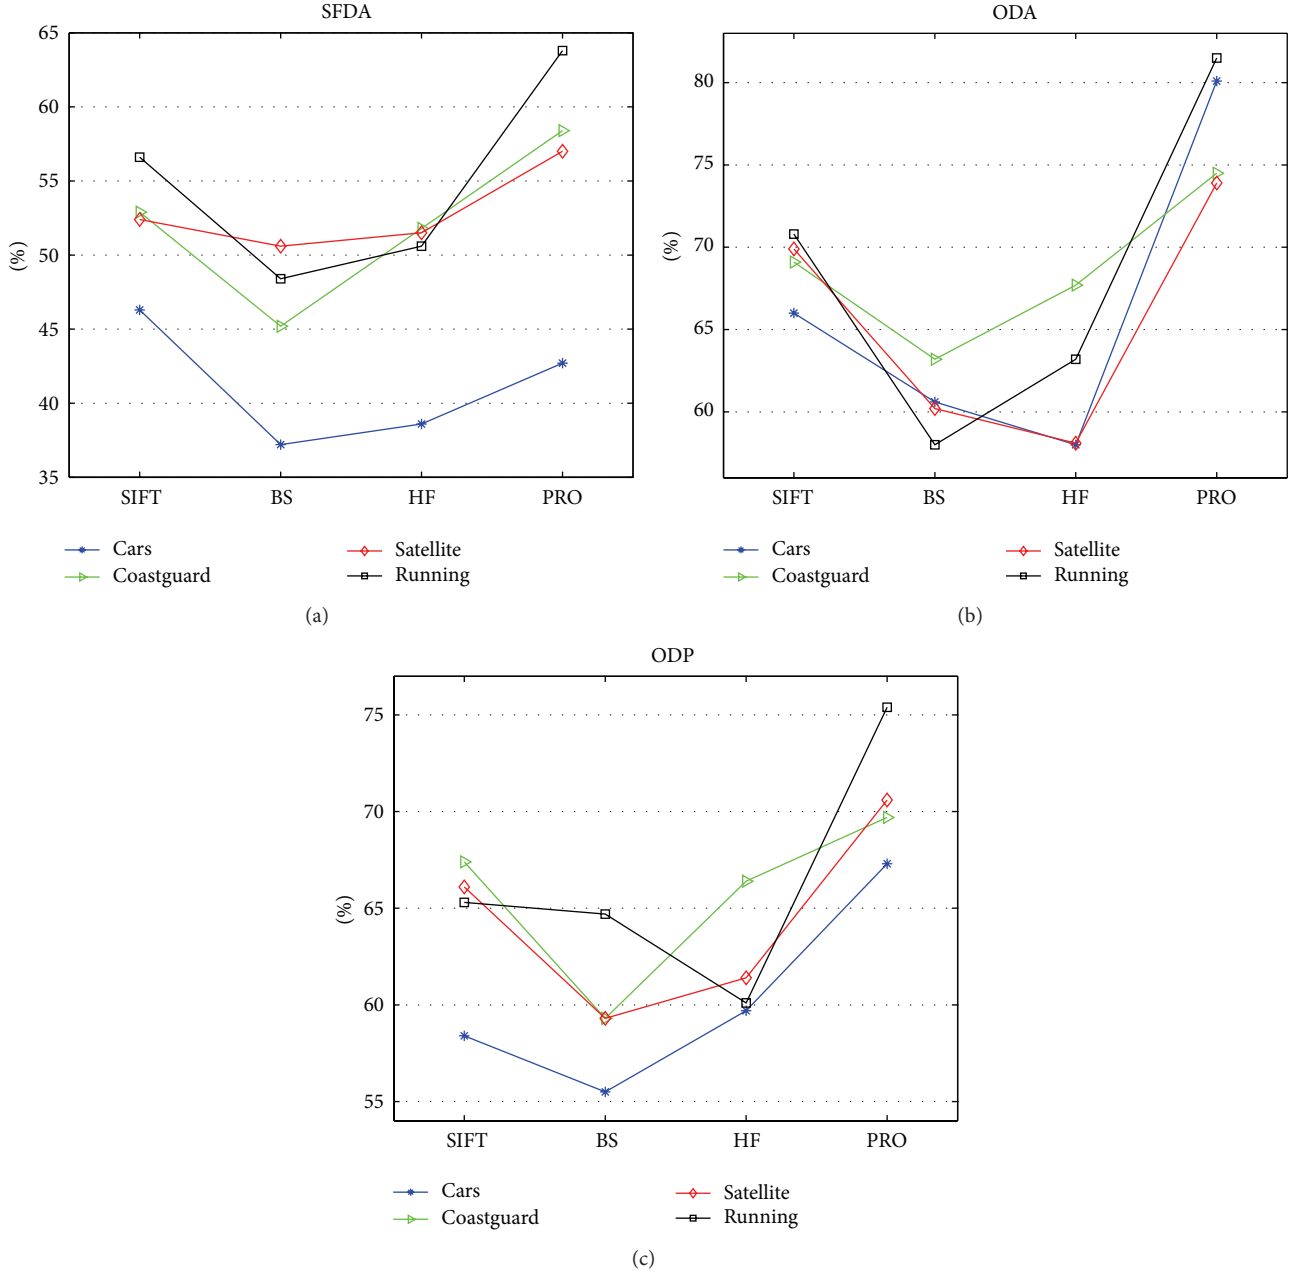 SFDA
65
60
55
50
45
40
35
(%)
SIFT BS HF PRO
Cars Satellite
Coastguard Running
(a)
ODA
80
75
70
65
60
(%)
SIFT BS HF PRO
Cars Satellite
Coastguard Running
(b)
ODP
75
70
65
60
55
(%)
SIFT BS HF PRO
Cars Satellite
Coastguard Running
(c)